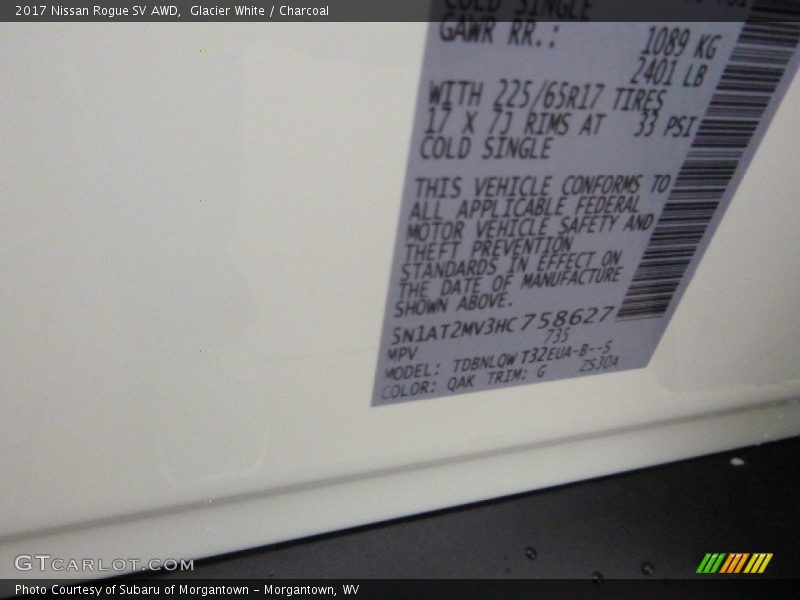 2017 Nissan Rogue SV AWD, Glacier White / Charcoal
COLD SINGLE
GAWR RR.: 1089 KG
2401 LB
WITH 225/65R17 TIRES
17 X 7J RIMS AT 33 PSI
COLD SINGLE
THIS VEHICLE CONFORMS TO
ALL APPLICABLE FEDERAL
MOTOR VEHICLE SAFETY AND
THEFT PREVENTION
STANDARDS IN EFFECT ON
THE DATE OF MANUFACTURE
SHOWN ABOVE.
5N1AT2MV3HC758627
MPV 735
MODEL: TDBNLQW T32EUA-B--S
COLOR: QAK TRIM: G 2S30A
GTCARLOT.COM
Photo Courtesy of Subaru of Morgantown - Morgantown, WV